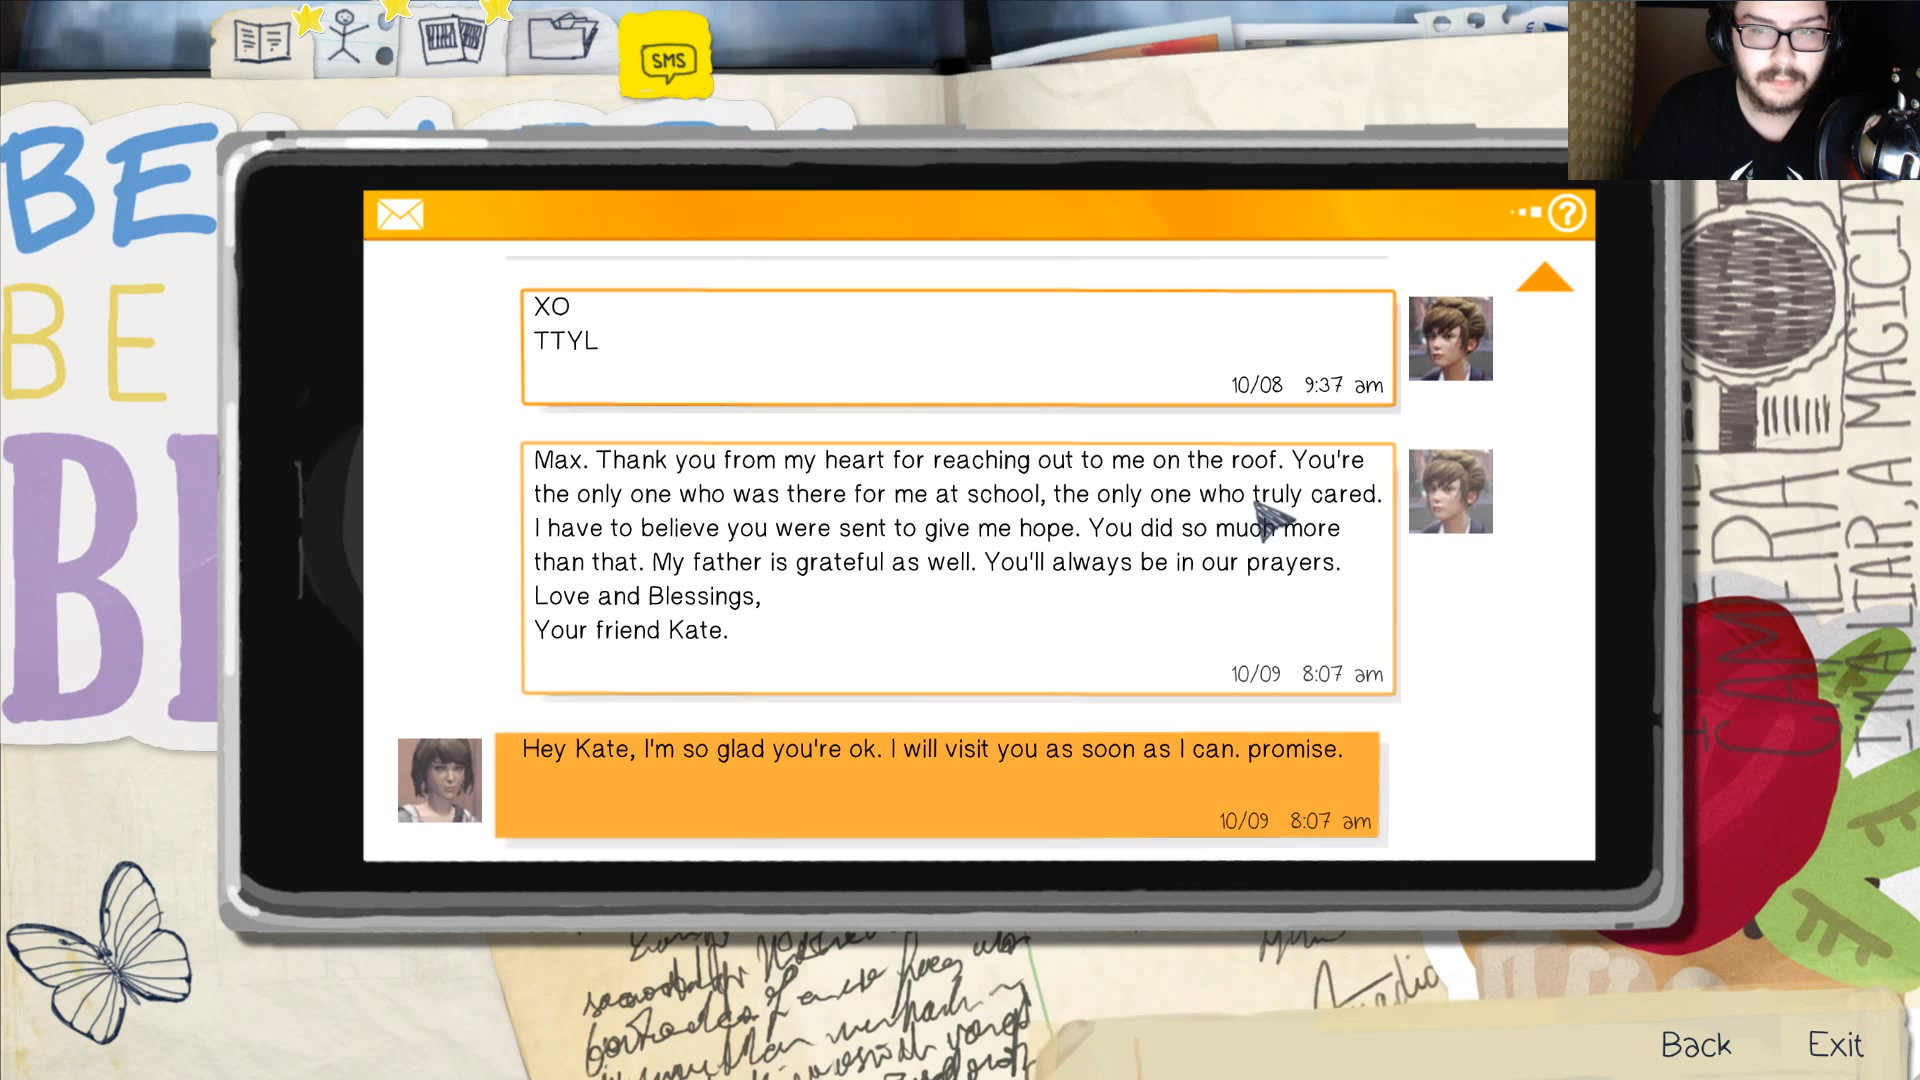 SMS
BE
BE
XO
TTYL
10/08 9:37 am
Max. Thank you from my heart for reaching out to me on the roof. You're
the only one who was there for me at school, the only one who truly cared.
I have to believe you were sent to give me hope. You did so much more
than that. My father is grateful as well. You'll always be in our prayers.
Love and Blessings,
Your friend Kate.
10/09 8:07 am
Hey Kate, I'm so glad you're ok. I will visit you as soon as I can. promise.
10/09 8:07 am
CAMERA
LIAR, A MAGICIA
Back
Exit